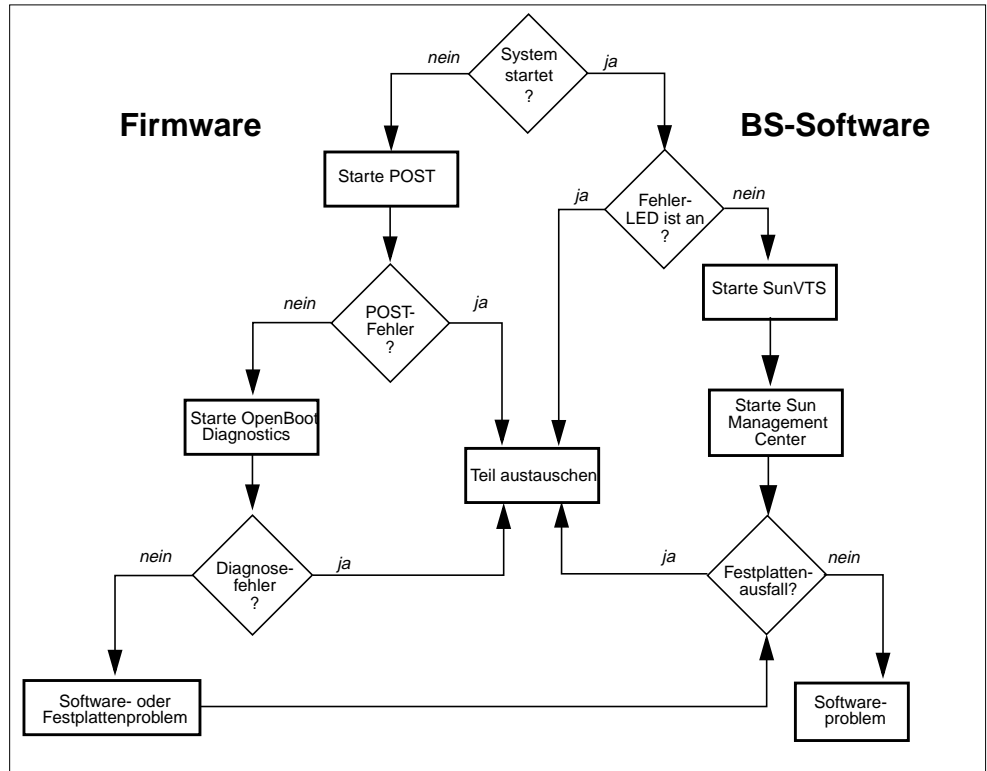 System
startet
?
nein
ja
Firmware
BS-Software
Starte POST
ja
Fehler-
LED ist an
?
nein
Starte SunVTS
nein
POST-
Fehler
?
ja
Starte OpenBoot
Diagnostics
Starte Sun
Management
Center
Teil austauschen
nein
Diagnose-
fehler
?
ja
ja
Festplatten-
ausfall?
nein
Software- oder
Festplattenproblem
Software-
problem